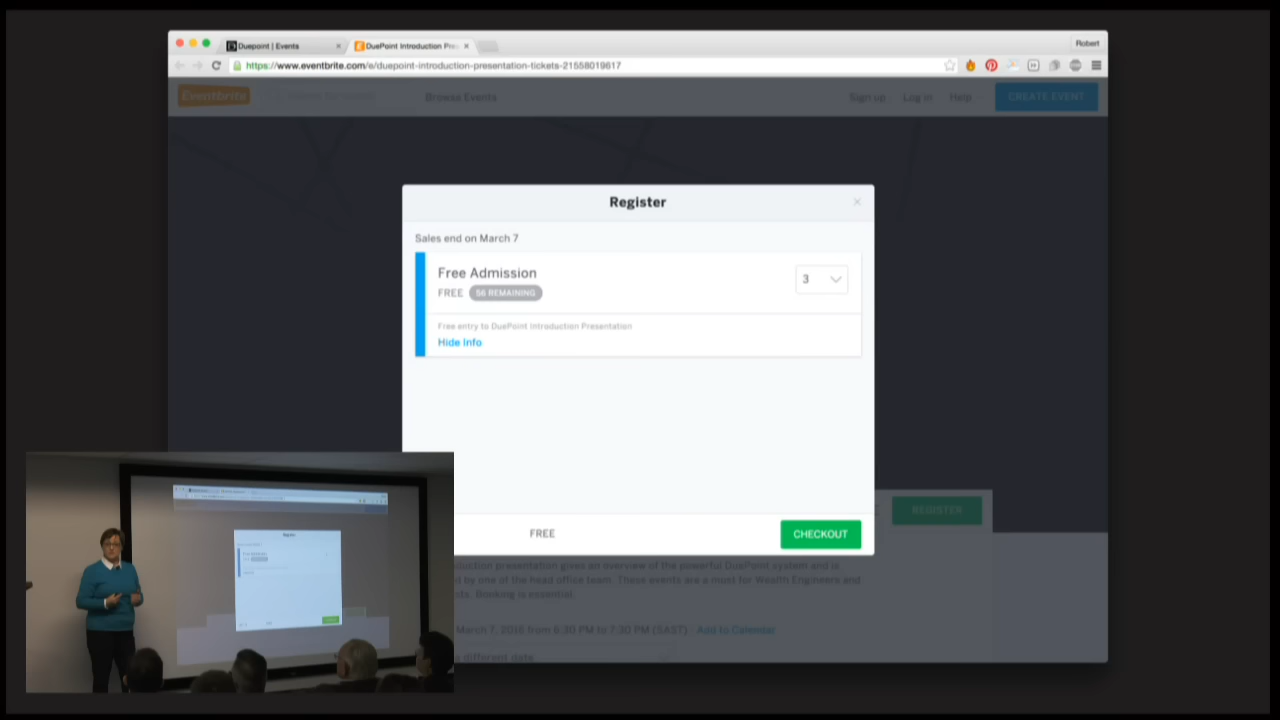 Duepoint | Events
DuePoint Introduction Pre
Robert
https://www.eventbrite.com/e/duepoint-introduction-presentation-tickets-21558019617
Eventbrite
Browse Events
Sign up
Log in
Help
CREATE EVENT
Register
Sales end on March 7
Free Admission
3
FREE 56 REMAINING
Free entry to DuePoint Introduction Presentation
Hide Info
REGISTER
FREE
CHECKOUT
duction presentation gives an overview of the powerful DuePoint system and is
d by one of the head office team. These events are a must for Wealth Engineers and
sts. Booking is essential.
March 7, 2016 from 6:30 PM to 7:30 PM (SAST) Add to Calendar
different date